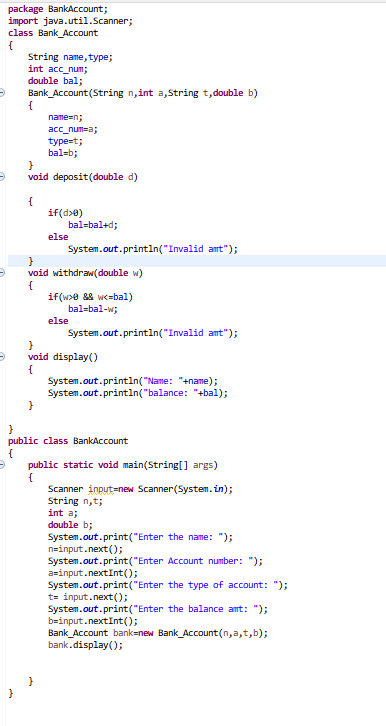 package BankAccount;
import java.util.Scanner;
class Bank_Account
{
    String name,type;
    int acc_num;
    double bal;
    Bank_Account(String n,int a,String t,double b)
    {
        name=n;
        acc_num=a;
        type=t;
        bal=b;
    }
    void deposit(double d)

    {
        if(d>0)
            bal=bal+d;
        else
            System.out.println("Invalid amt");
    }
    void withdraw(double w)
    {
        if(w>0 && w<=bal)
            bal=bal-w;
        else
            System.out.println("Invalid amt");
    }
    void display()
    {
        System.out.println("Name: "+name);
        System.out.println("balance: "+bal);
    }

}
public class BankAccount
{
    public static void main(String[] args)
    {
        Scanner input=new Scanner(System.in);
        String n,t;
        int a;
        double b;
        System.out.print("Enter the name: ");
        n=input.next();
        System.out.print("Enter Account number: ");
        a=input.nextInt();
        System.out.print("Enter the type of account: ");
        t= input.next();
        System.out.print("Enter the balance amt: ");
        b=input.nextInt();
        Bank_Account bank=new Bank_Account(n,a,t,b);
        bank.display();


    }
}